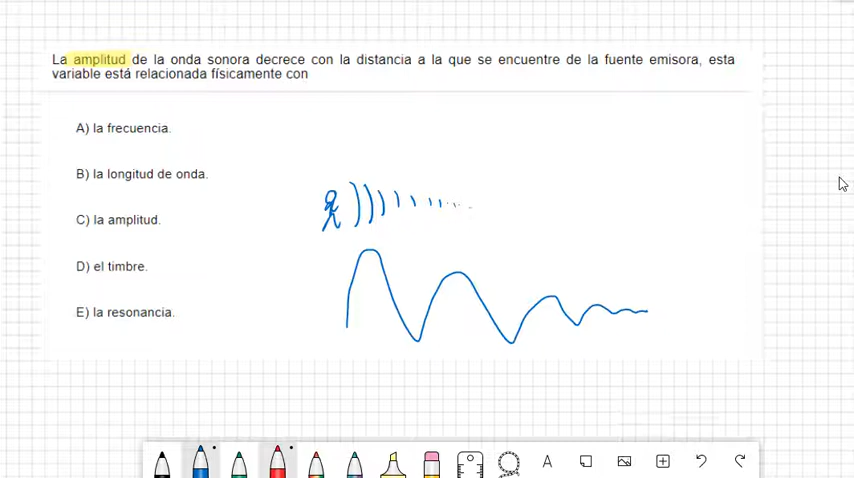 La amplitud de la onda sonora decrece con la distancia a la que se encuentre de la fuente emisora, esta
variable está relacionada físicamente con
A) la frecuencia.
B) la longitud de onda.
C) la amplitud.
D) el timbre.
E) la resonancia.
A